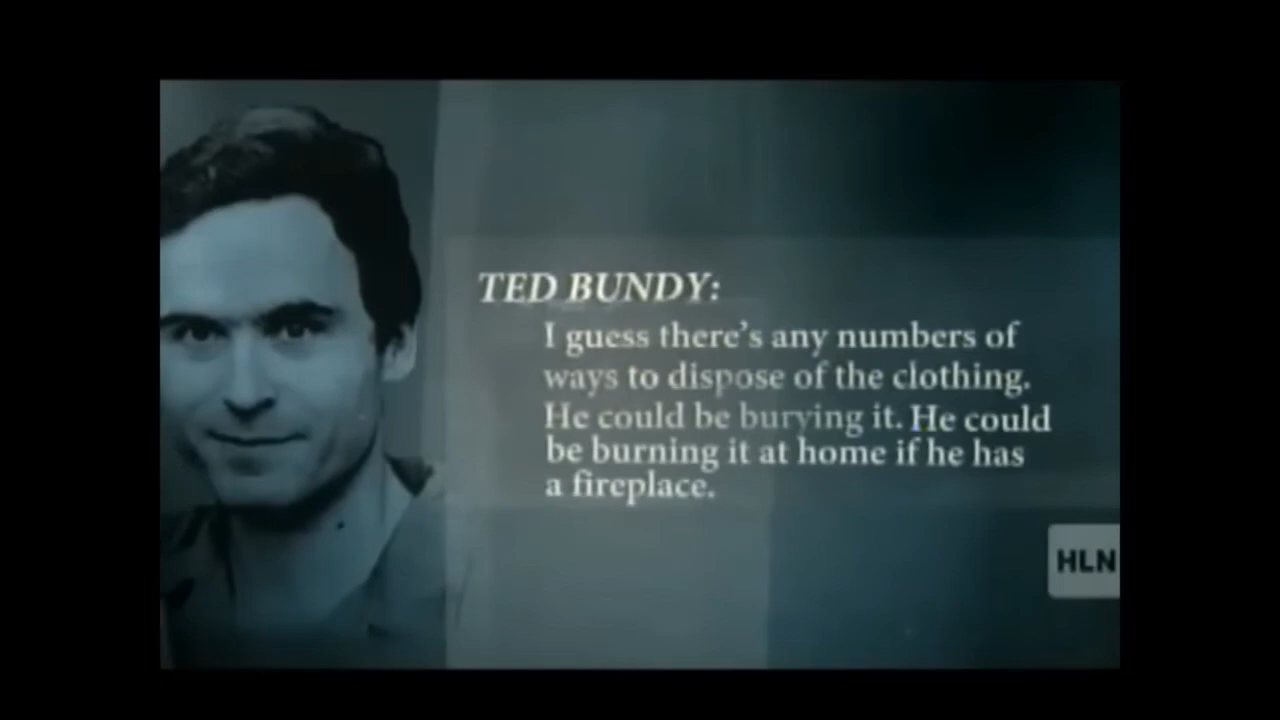 TED BUNDY:
I guess there's any numbers of
ways to dispose of the clothing.
He could be burying it. He could
be burning it at home if he has
a fireplace.
HLN